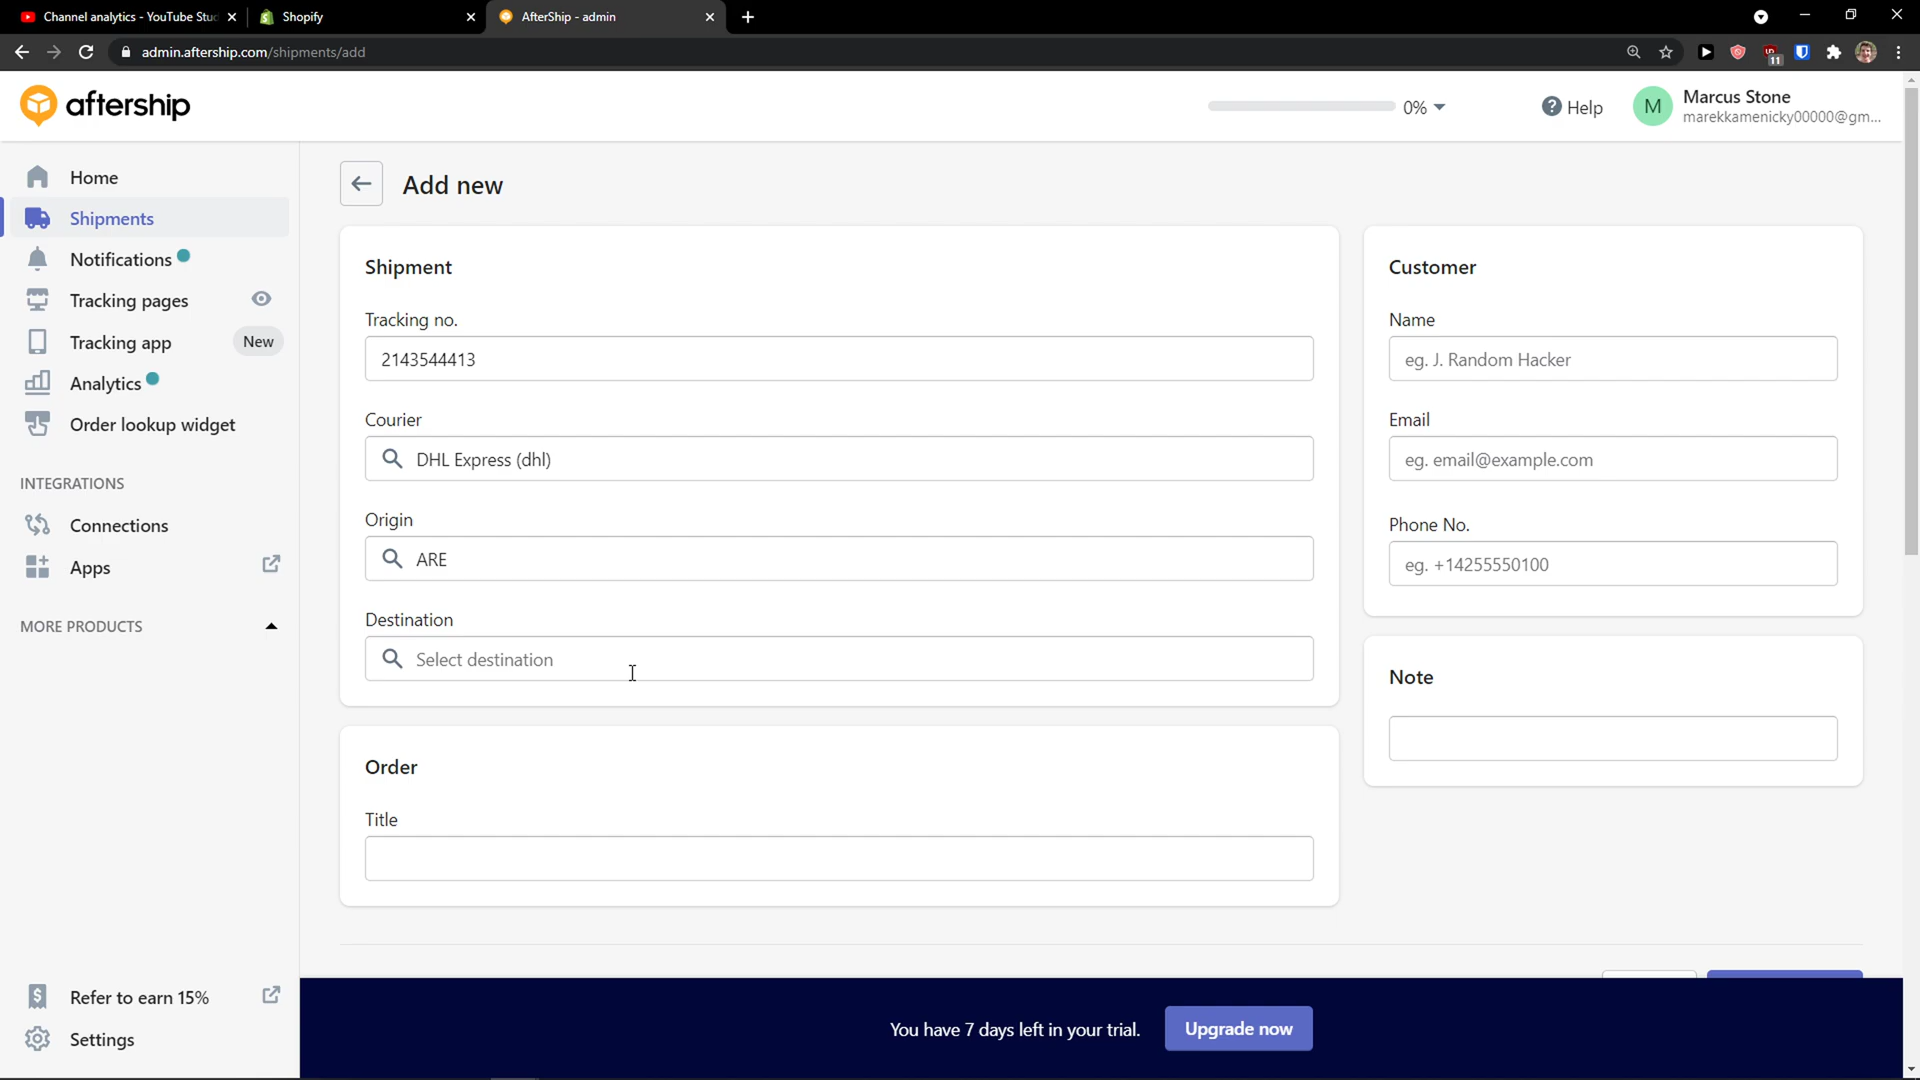 Channel analytics - YouTube Stu
Shopify
AfterShip - admin
admin.aftership.com/shipments/add
11
aftership
0%
? Help
M
Marcus Stone
marekkamenicky00000@gm...
Home
Shipments
Notifications
Tracking pages
Tracking app
New
Analytics
Order lookup widget
INTEGRATIONS
Connections
Apps
MORE PRODUCTS
Refer to earn 15%
Settings
Add new
Shipment
Tracking no.
2143544413
Courier
DHL Express (dhl)
Origin
ARE
Destination
Select destination
Order
Title
Customer
Name
eg. J. Random Hacker
Email
eg. email@example.com
Phone No.
eg. +14255550100
Note
You have 7 days left in your trial.
Upgrade now